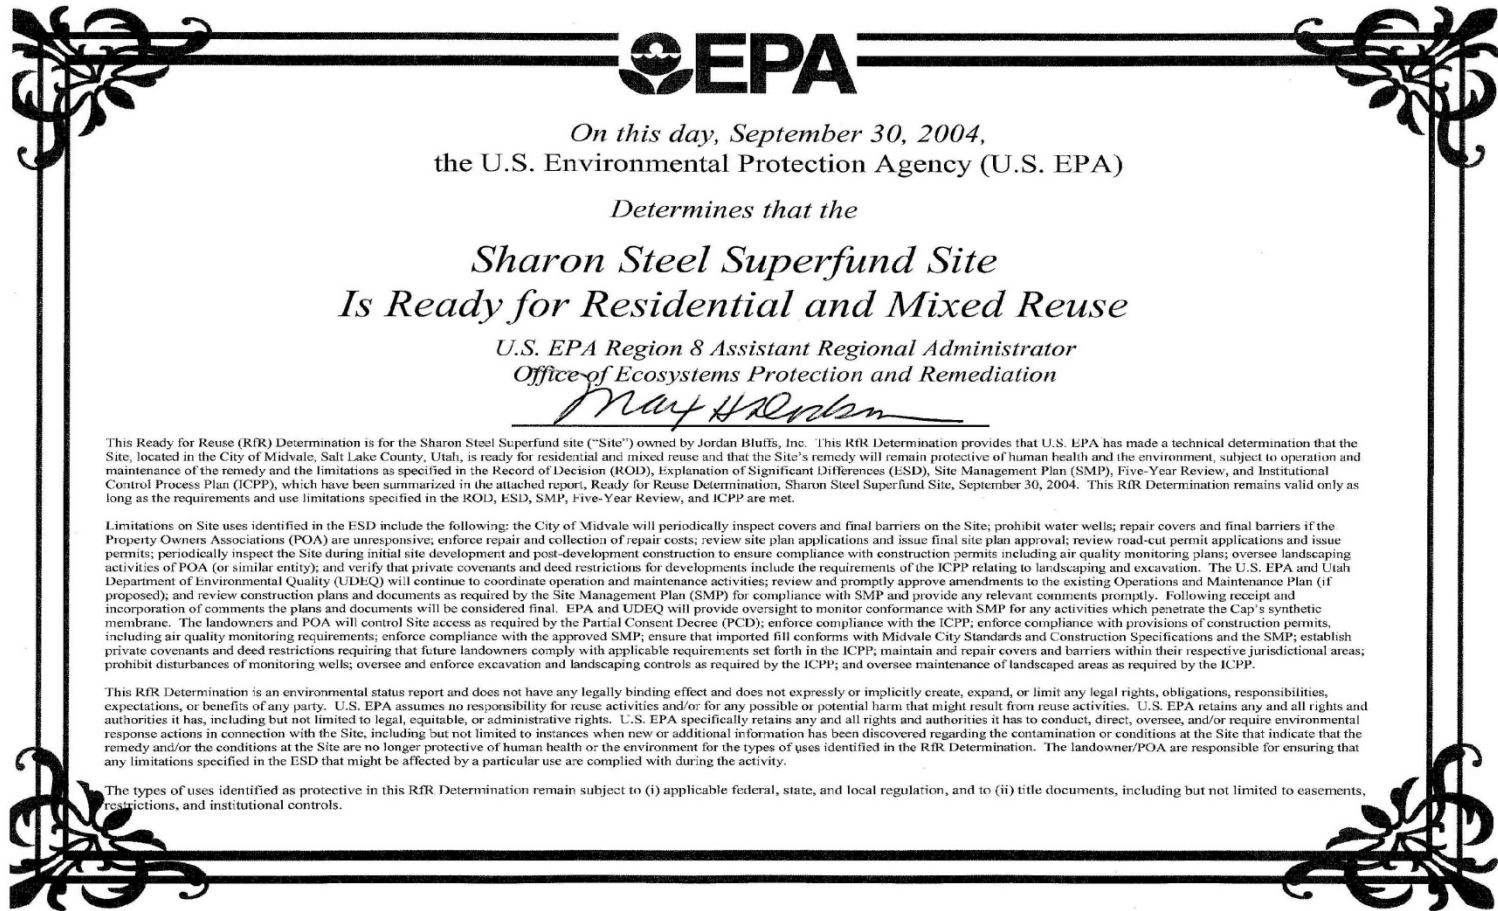 EPA
On this day, September 30, 2004,
the U.S. Environmental Protection Agency (U.S. EPA)
Determines that the
Sharon Steel Superfund Site
Is Ready for Residential and Mixed Reuse
U.S. EPA Region 8 Assistant Regional Administrator
Office of Ecosystems Protection and Remediation
This Ready for Reuse (RfR) Determination is for the Sharon Steel Superfund site (“Site”) owned by Jordan Bluffs, Inc. This RfR Determination provides that U.S. EPA has made a technical determination that the
Site, located in the City of Midvale, Salt Lake County, Utah, is ready for residential and mixed reuse and that the Site’s remedy will remain protective of human health and the environment, subject to operation and
maintenance of the remedy and the limitations as specified in the Record of Decision (ROD), Explanation of Significant Differences (ESD), Site Management Plan (SMP), Five-Year Review, and Institutional
Control Process Plan (ICPP), which have been summarized in the attached report, Ready for Reuse Determination, Sharon Steel Superfund Site, September 30, 2004. This RfR Determination remains valid only as
long as the requirements and use limitations specified in the ROD, ESD, SMP, Five-Year Review, and ICPP are met.
Limitations on Site uses identified in the ESD include the following: the City of Midvale will periodically inspect covers and final barriers on the Site; prohibit water wells; repair covers and final barriers if the
Property Owners Associations (POA) are unresponsive; enforce repair and collection of repair costs; review site plan applications and issue final site plan approval; review road-cut permit applications and issue
permits; periodically inspect the Site during initial site development and post-development construction to ensure compliance with construction permits including air quality monitoring plans; oversee landscaping
activities of POA (or similar entity); and verify that private covenants and deed restrictions for developments include the requirements of the ICPP relating to landscaping and excavation. The U.S. EPA and Utah
Department of Environmental Quality (UDEQ) will continue to coordinate operation and maintenance activities; review and promptly approve amendments to the existing Operations and Maintenance Plan (if
proposed); and review construction plans and documents as required by the Site Management Plan (SMP) for compliance with SMP and provide any relevant comments promptly. Following receipt and
incorporation of comments the plans and documents will be considered final. EPA and UDEQ will provide oversight to monitor conformance with SMP for any activities which penetrate the Cap’s synthetic
membrane. The landowners and POA will control Site access as required by the Partial Consent Decree (PCD); enforce compliance with the ICPP; enforce compliance with provisions of construction permits,
including air quality monitoring requirements; enforce compliance with the approved SMP; ensure that imported fill conforms with Midvale City Standards and Construction Specifications and the SMP; establish
private covenants and deed restrictions requiring that future landowners comply with applicable requirements set forth in the ICPP; maintain and repair covers and barriers within their respective jurisdictional areas;
prohibit disturbances of monitoring wells; oversee and enforce excavation and landscaping controls as required by the ICPP; and oversee maintenance of landscaped areas as required by the ICPP.
This RfR Determination is an environmental status report and does not have any legally binding effect and does not expressly or implicitly create, expand, or limit any legal rights, obligations, responsibilities,
expectations, or benefits of any party. U.S. EPA assumes no responsibility for reuse activities and/or for any possible or potential harm that might result from reuse activities. U.S. EPA retains any and all rights and
authorities it has, including but not limited to legal, equitable, or administrative rights. U.S. EPA specifically retains any and all rights and authorities it has to conduct, direct, oversee, and/or require environmental
response actions in connection with the Site, including but not limited to instances when new or additional information has been discovered regarding the contamination or conditions at the Site that indicate that the
remedy and/or the conditions at the Site are no longer protective of human health or the environment for the types of uses identified in the RfR Determination. The landowner/POA are responsible for ensuring that
any limitations specified in the ESD that might be affected by a particular use are complied with during the activity.
The types of uses identified as protective in this RfR Determination remain subject to (i) applicable federal, state, and local regulation, and to (ii) title documents, including but not limited to easements,
restrictions, and institutional controls.